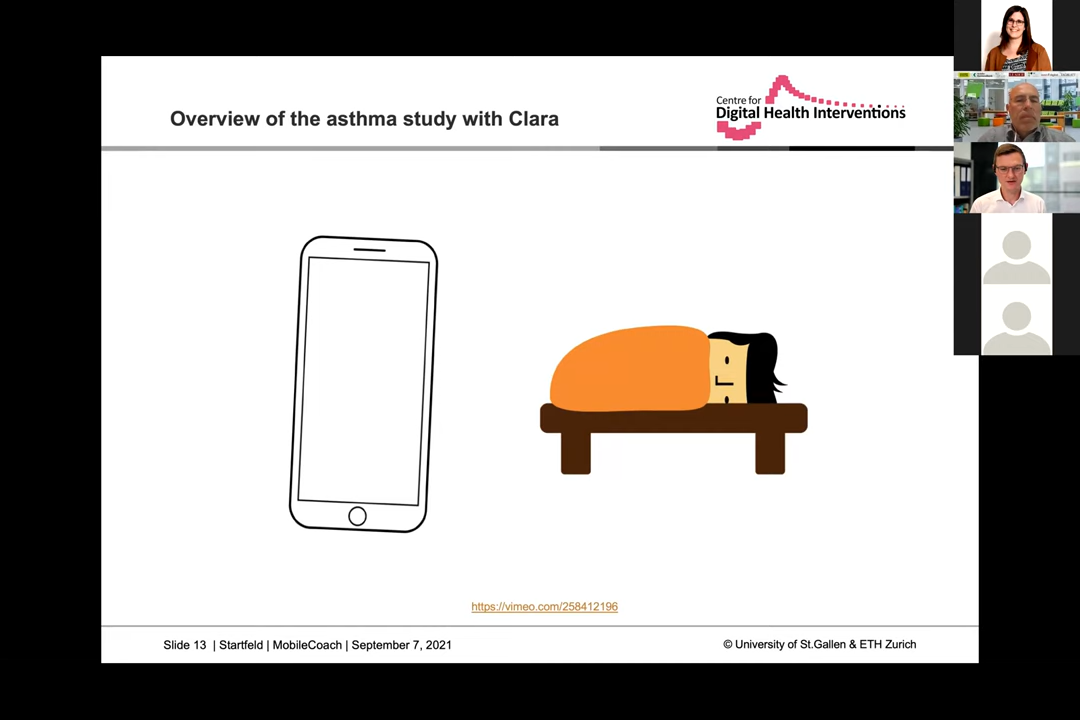 Overview of the asthma study with Clara
Centre for
Digital Health Interventions
https://vimeo.com/258412196
Slide 13 | Startfeld | MobileCoach | September 7, 2021
© University of St.Gallen & ETH Zurich